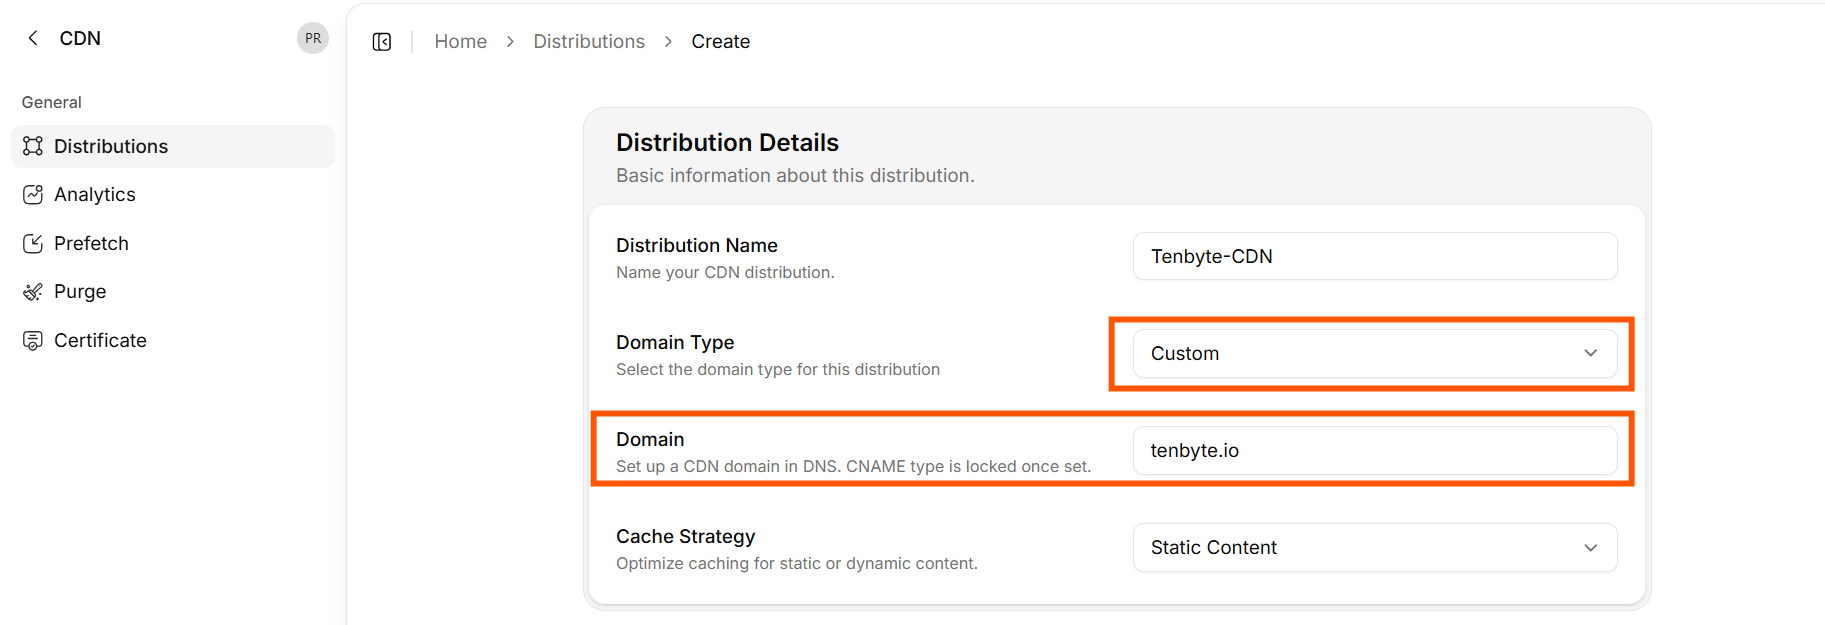 CDN
PR
General
Distributions
Analytics
Prefetch
Purge
Certificate
Home > Distributions > Create
Distribution Details
Basic information about this distribution.
Distribution Name
Name your CDN distribution.
Tenbyte-CDN
Domain Type
Select the domain type for this distribution
Custom
Domain
Set up a CDN domain in DNS. CNAME type is locked once set.
tenbyte.io
Cache Strategy
Optimize caching for static or dynamic content.
Static Content